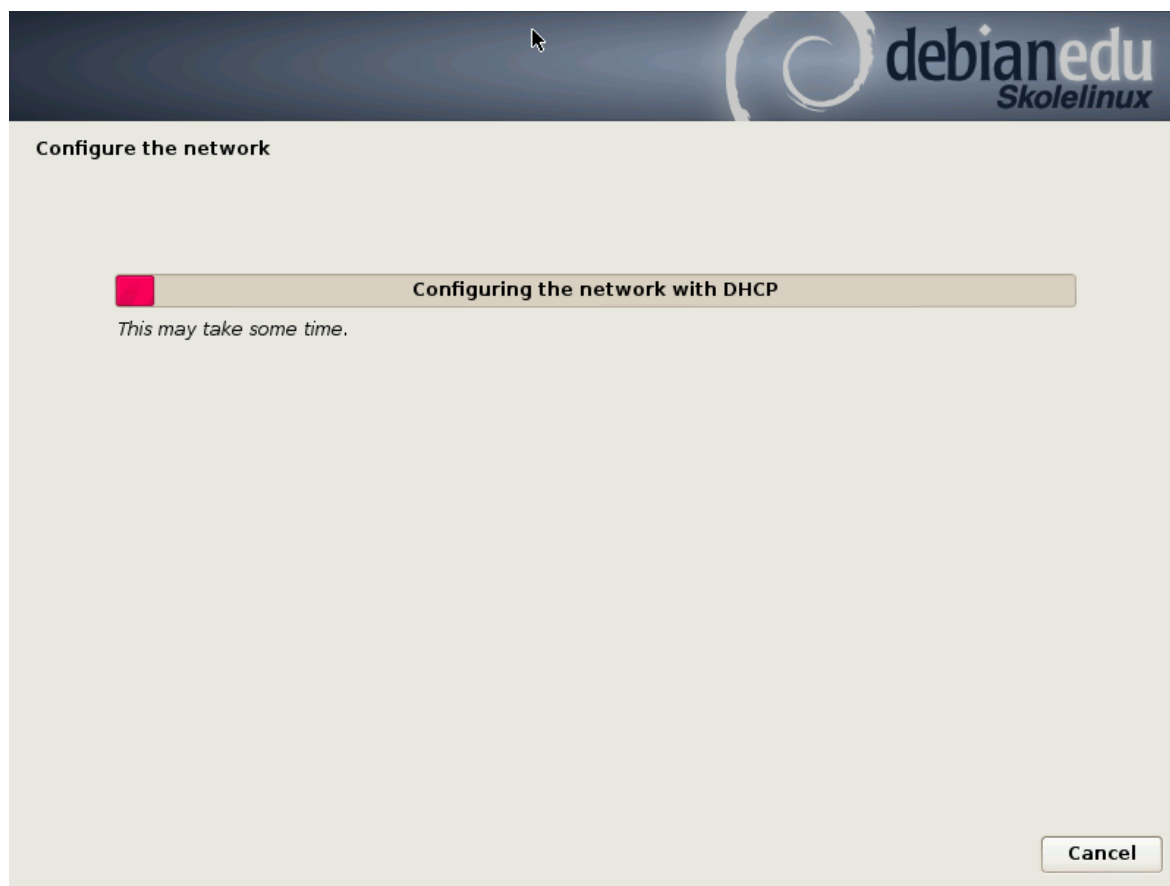 debianedu
Skolelinux
Configure the network
Configuring the network with DHCP
This may take some time.
Cancel